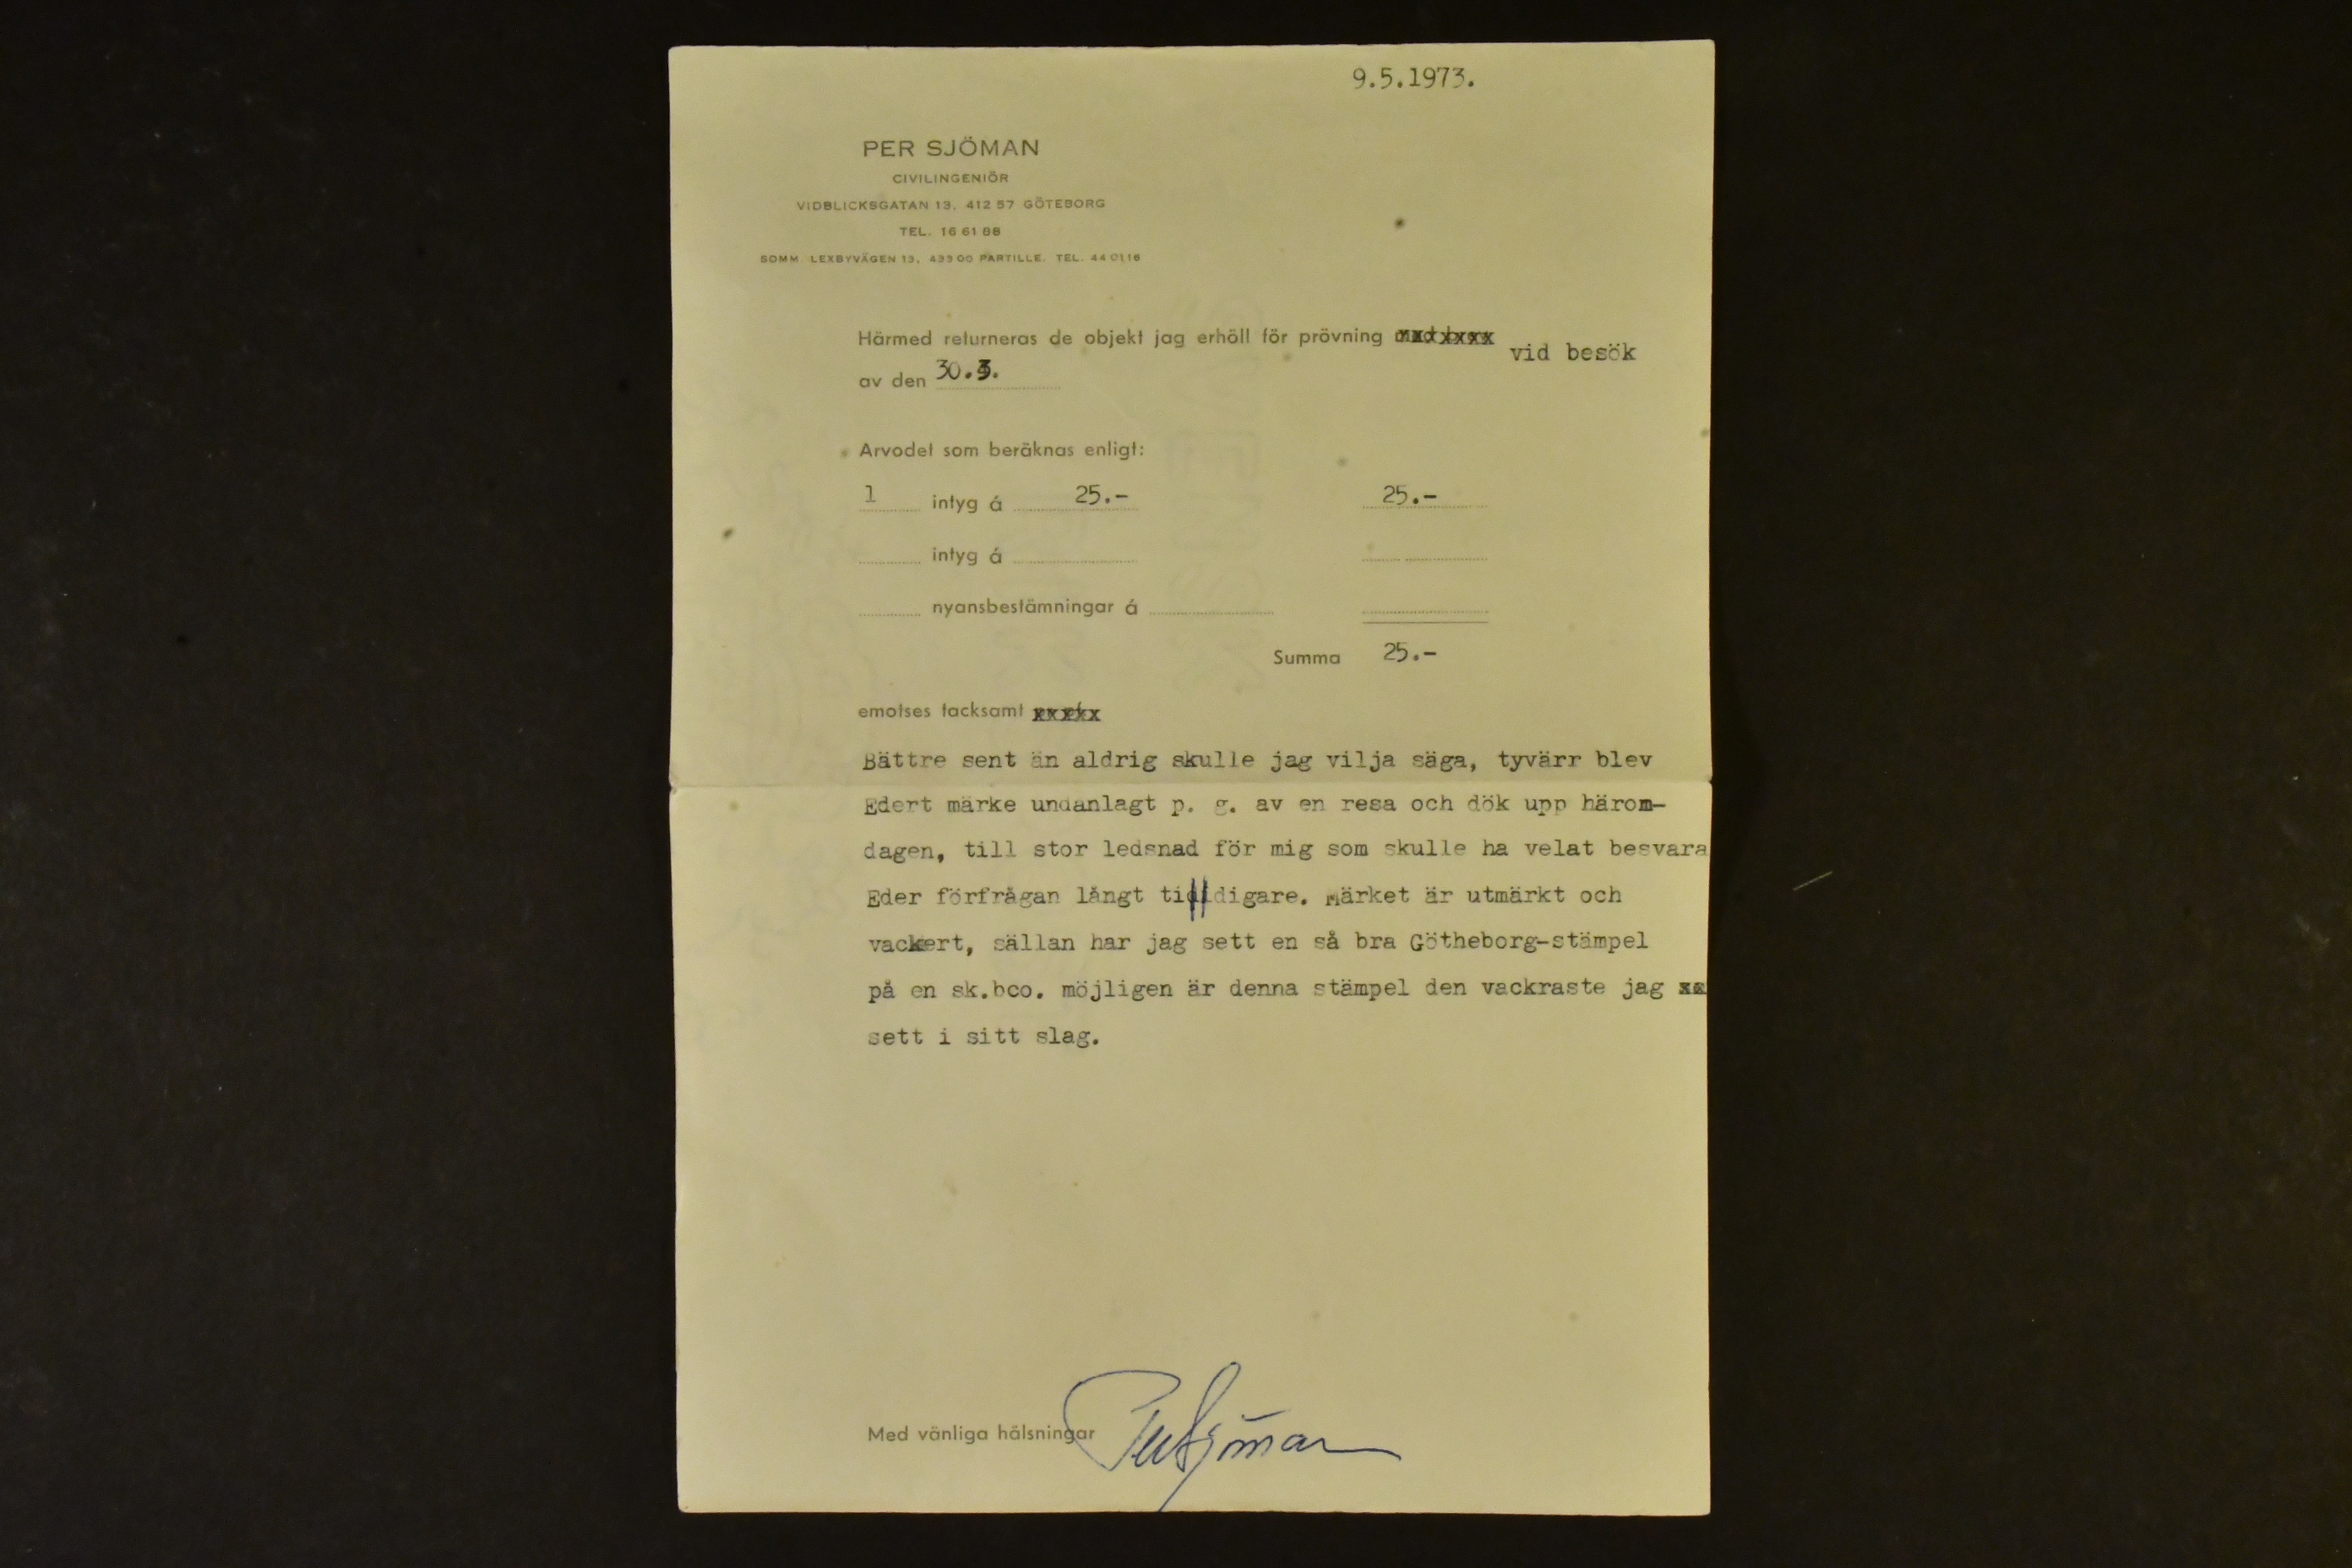 9.5.1973.
PER SJÖMAN
CIVILINGENIÖR
VIDBLICKSGATAN 13, 412 57 GÖTEBORG
TEL. 16 61 88
SOMM LEXBYVÄGEN 13, 433 00 PARTILLE. TEL. 44 01 16
Härmed returneras de objekt jag erhöll för prövning vid besök
av den 30.3.
Arvodet som beräknas enligt:
1 intyg á 25.- 25.-
intyg á
nyansbestämningar á
Summa 25.-
emotses tacksamt
Bättre sent än aldrig skulle jag vilja säga, tyvärr blev
Edert märke undanlagt p. g. av en resa och dök upp härom-
dagen, till stor ledsnad för mig som skulle ha velat besvara
Eder förfrågan långt tidigare. Märket är utmärkt och
vackert, sällan har jag sett en så bra Götheborg-stämpel
på en sk.bco. möjligen är denna stämpel den vackraste jag
sett i sitt slag.
Med vänliga hälsningar Per Sjöman